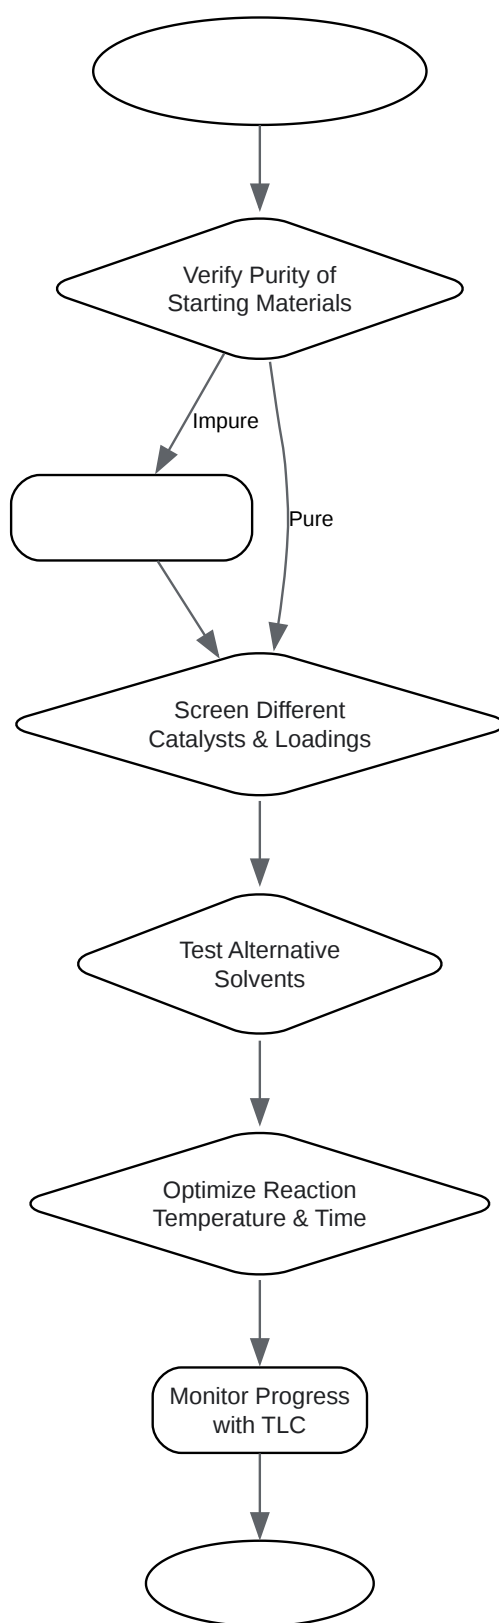 Verify Purity of
Starting Materials
Impure
Pure
Screen Different
Catalysts & Loadings
Test Alternative
Solvents
Optimize Reaction
Temperature & Time
Monitor Progress
with TLC